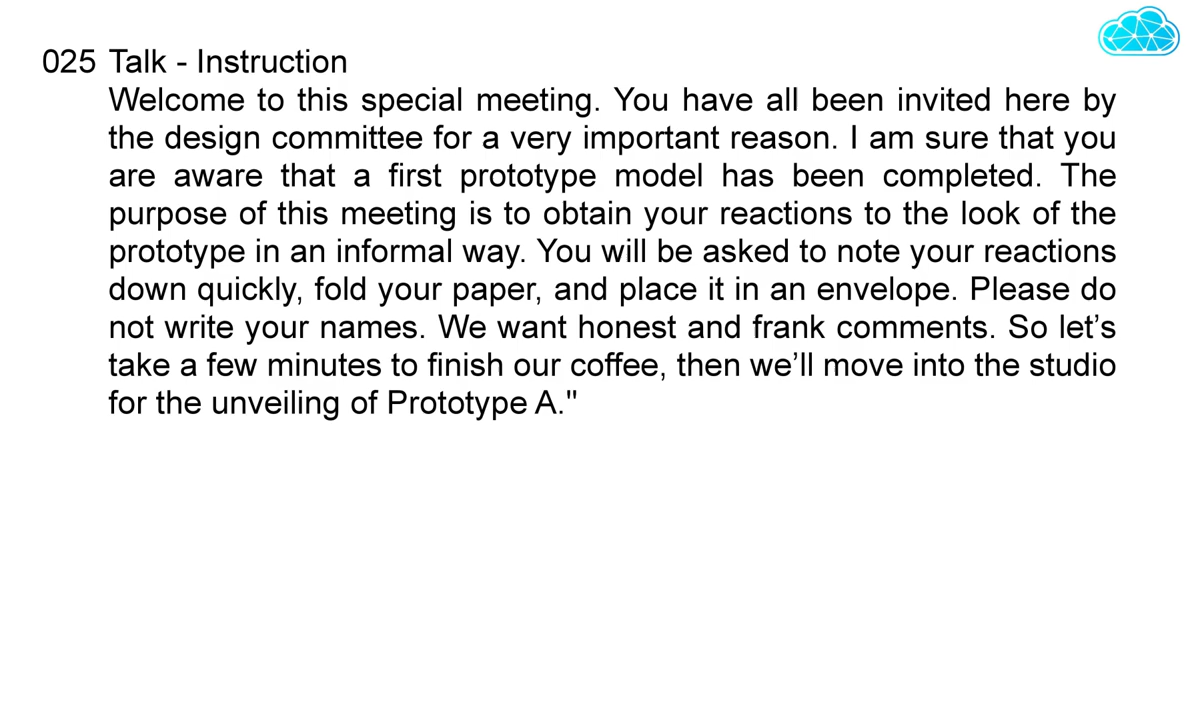 025 Talk - Instruction
Welcome to this special meeting. You have all been invited here by
the design committee for a very important reason. I am sure that you
are aware that a first prototype model has been completed. The
purpose of this meeting is to obtain your reactions to the look of the
prototype in an informal way. You will be asked to note your reactions
down quickly, fold your paper, and place it in an envelope. Please do
not write your names. We want honest and frank comments. So let’s
take a few minutes to finish our coffee, then we’ll move into the studio
for the unveiling of Prototype A."